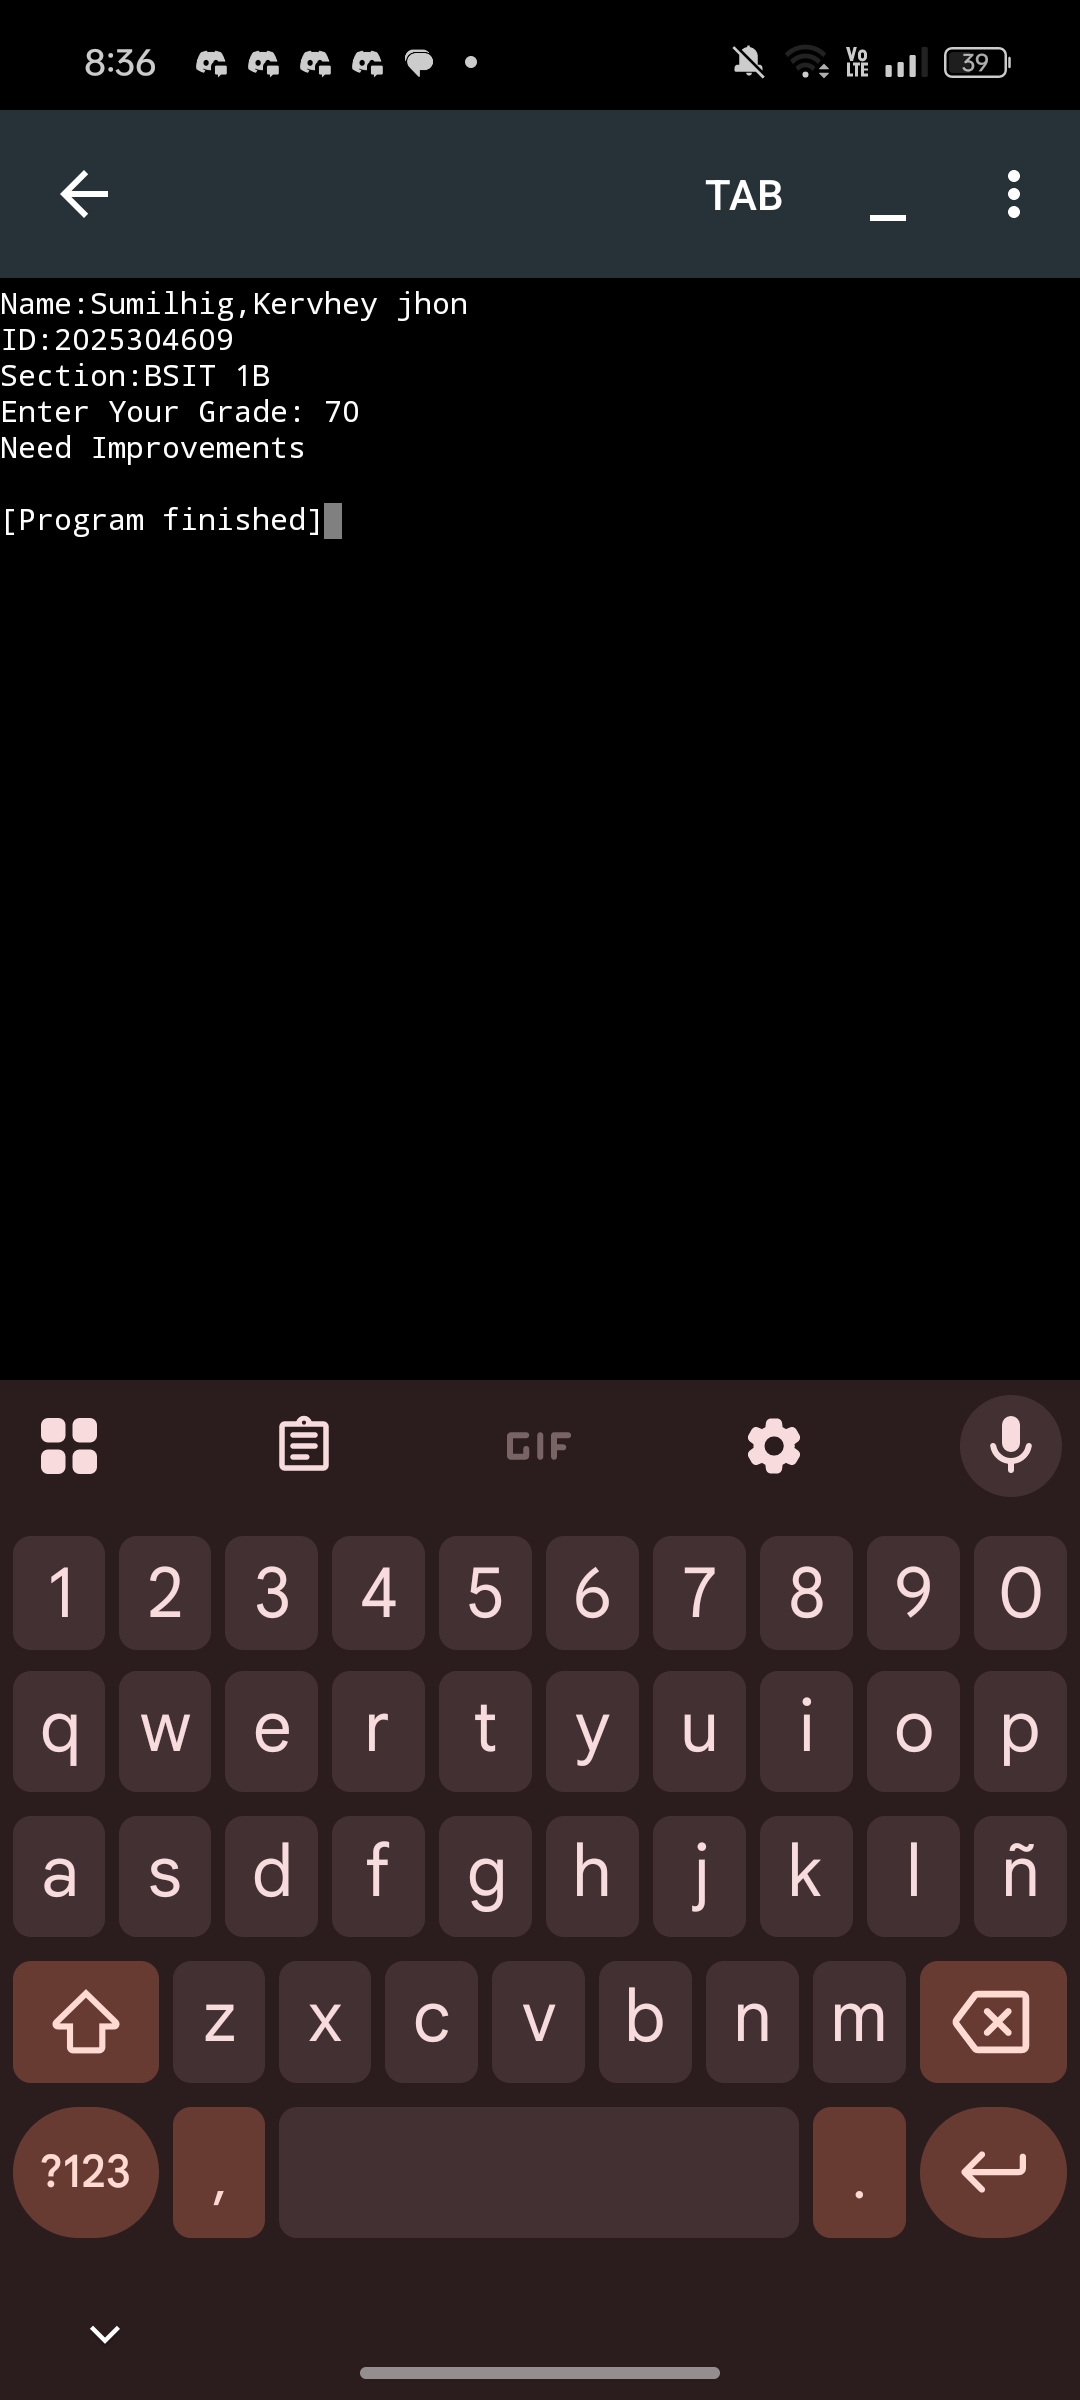 8:36
Vo LTE
39
TAB
Name:Sumilhig,Kervhey jhon
ID:2025304609
Section:BSIT 1B
Enter Your Grade: 70
Need Improvements
[Program finished]
GIF
1 2 3 4 5 6 7 8 9 0
q w e r t y u i o p
a s d f g h j k l ñ
z x c v b n m
?123 , .